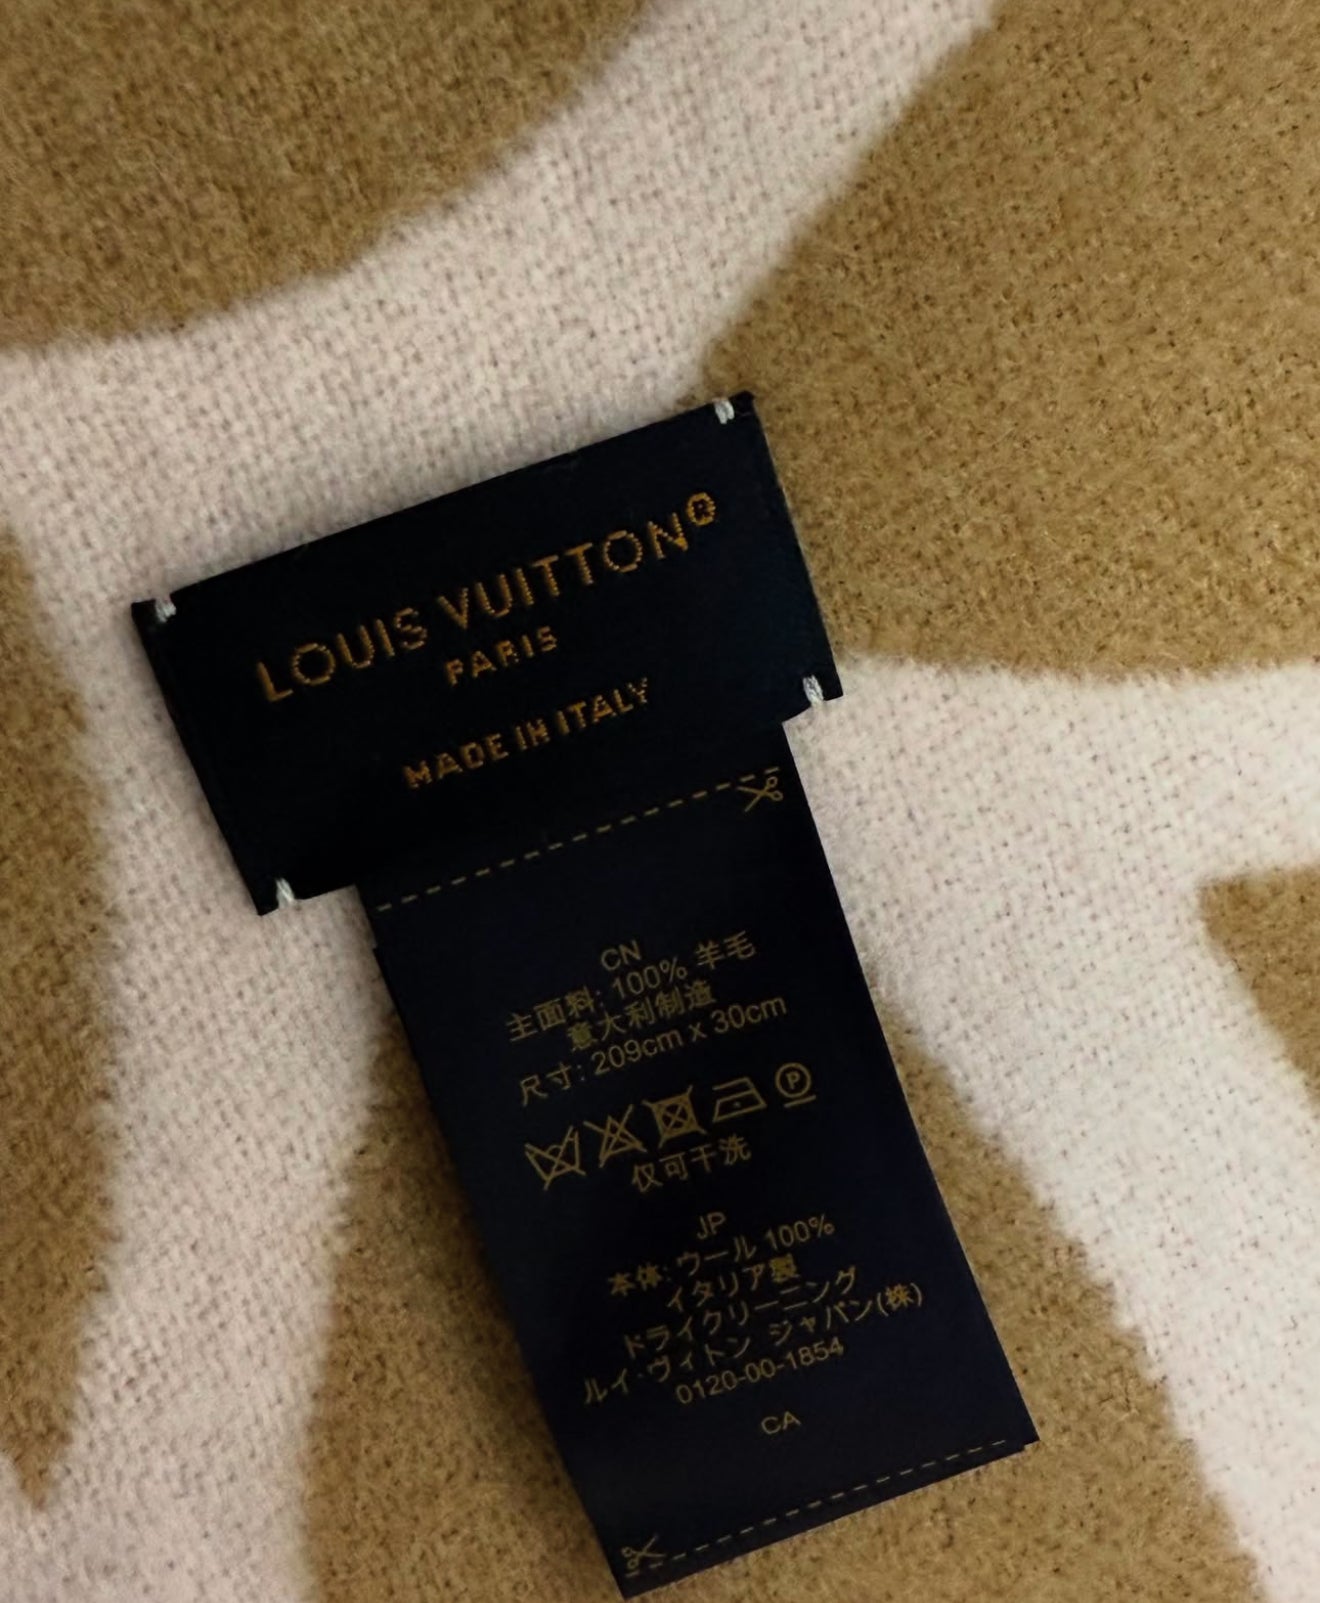 LOUIS VUITTON®
PARIS
MADE IN ITALY
CN
主面料: 100% 羊毛
意大利制造
尺寸: 209cm x 30cm
P
仅可干洗
JP
本体: ウール 100%
イタリア製
ドライクリーニング
ルイ・ヴィトン ジャパン(株)
0120-00-1854
CA